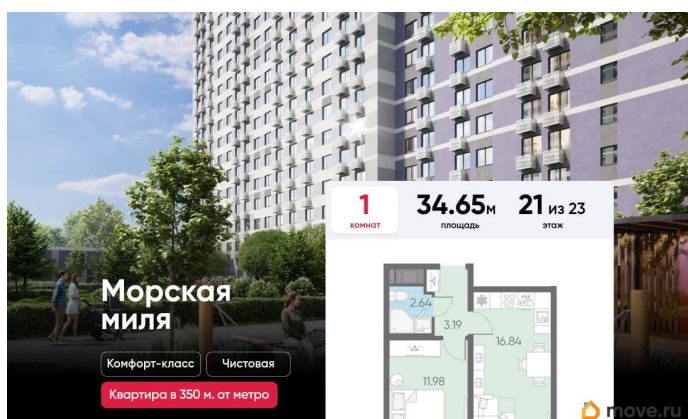 1
комнат
34.65м
площадь
21 из 23
этаж
Морская
миля
Комфорт-класс
Чистовая
Квартира в 350 м. от метро
2.64
3.19
16.84
11.98
move.ru